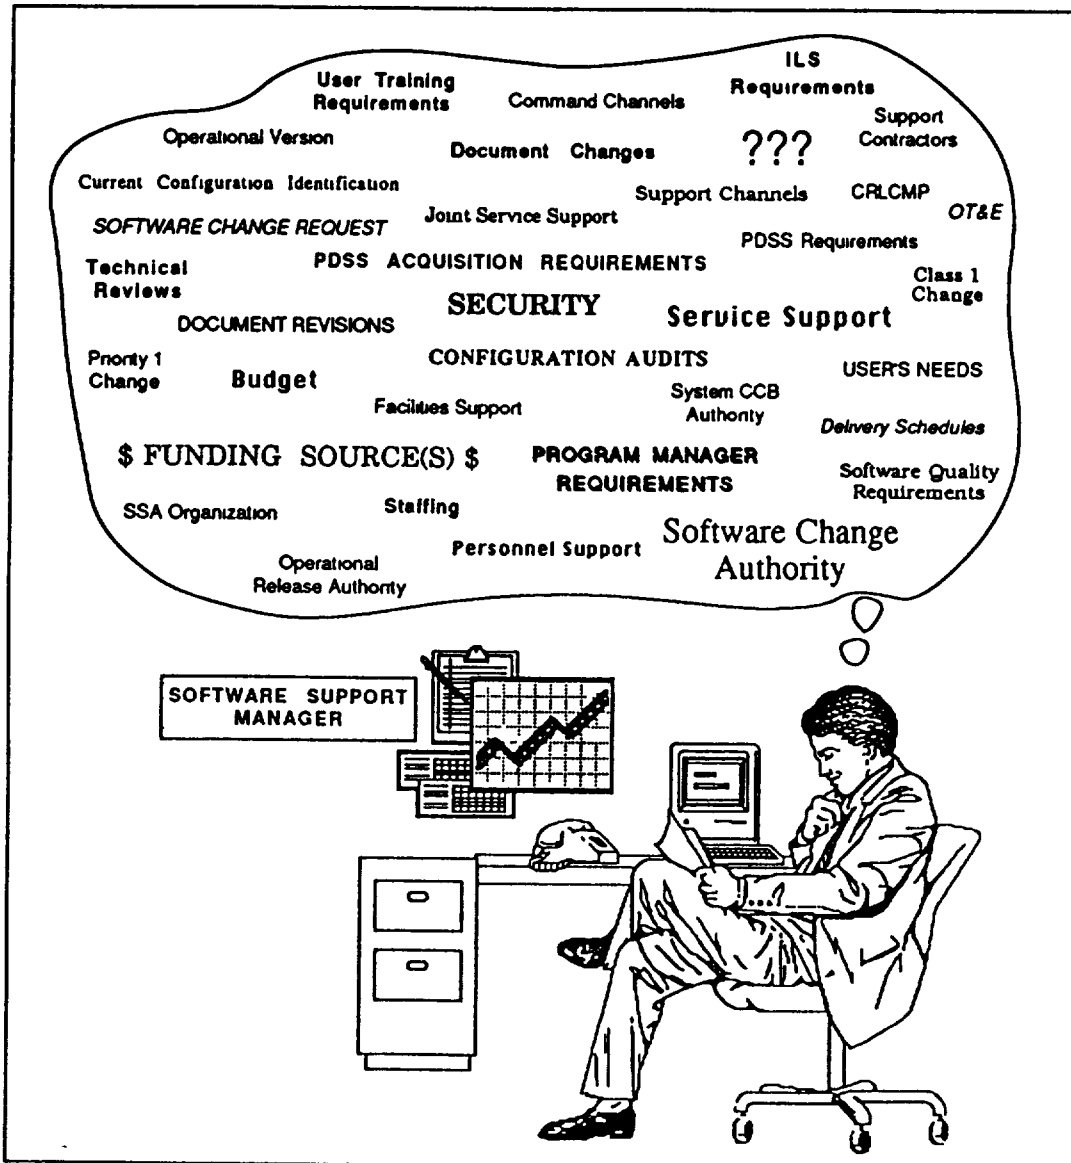 User Training
Requirements
Command Channels
ILS
Requirements
Support
Contractors
Operational Version
Document Changes
???
Current Configuration Identification
Support Channels
CRLCMP
OT&E
SOFTWARE CHANGE REQUEST
Joint Service Support
PDSS Requirements
Technical
Reviews
PDSS ACQUISITION REQUIREMENTS
Class 1
Change
SECURITY
Service Support
DOCUMENT REVISIONS
Priority 1
Change
Budget
CONFIGURATION AUDITS
USER'S NEEDS
Facilities Support
System CCB
Authority
Delivery Schedules
$ FUNDING SOURCE(S) $
PROGRAM MANAGER
REQUIREMENTS
Software Quality
Requirements
SSA Organization
Staffing
Personnel Support
Software Change
Authority
Operational
Release Authority
SOFTWARE SUPPORT
MANAGER